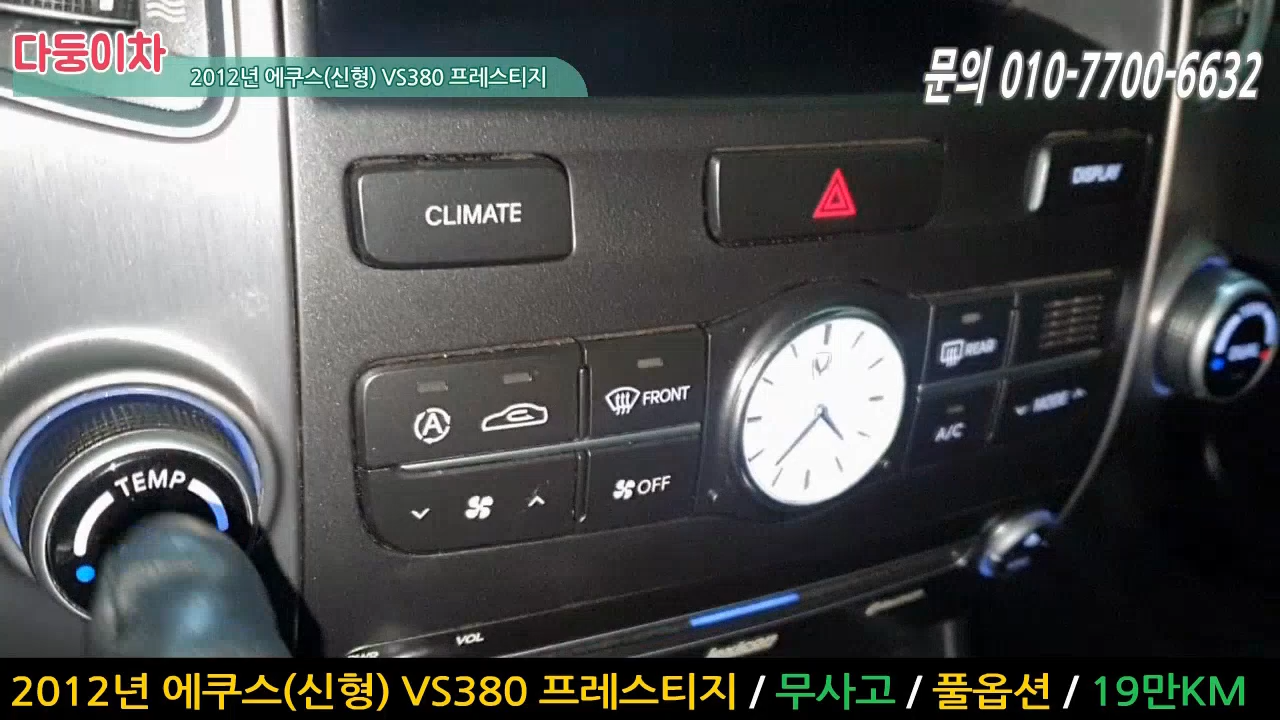 다둥이차
2012년 에쿠스(신형) VS380 프레스티지
문의 010-7700-6632
CLIMATE
DISPLAY
FRONT
REAR
MODE
A/C
OFF
TEMP
DUAL
VOL
2012년 에쿠스(신형) VS380 프레스티지 / 무사고 / 풀옵션 / 19만KM